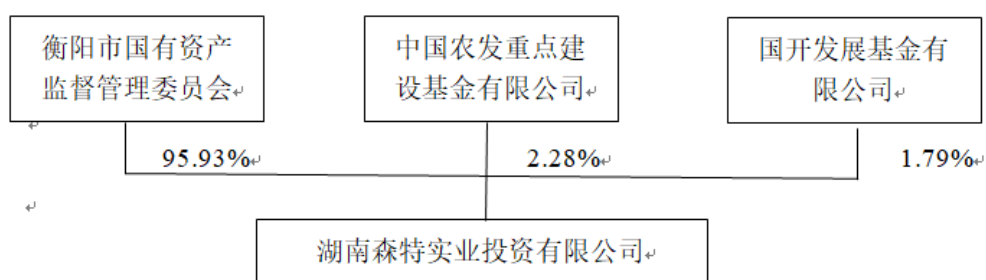 衡阳市国有资产
监督管理委员会
中国农发重点建
设基金有限公司
国开发展基金有
限公司
95.93%
2.28%
1.79%
湖南森特实业投资有限公司